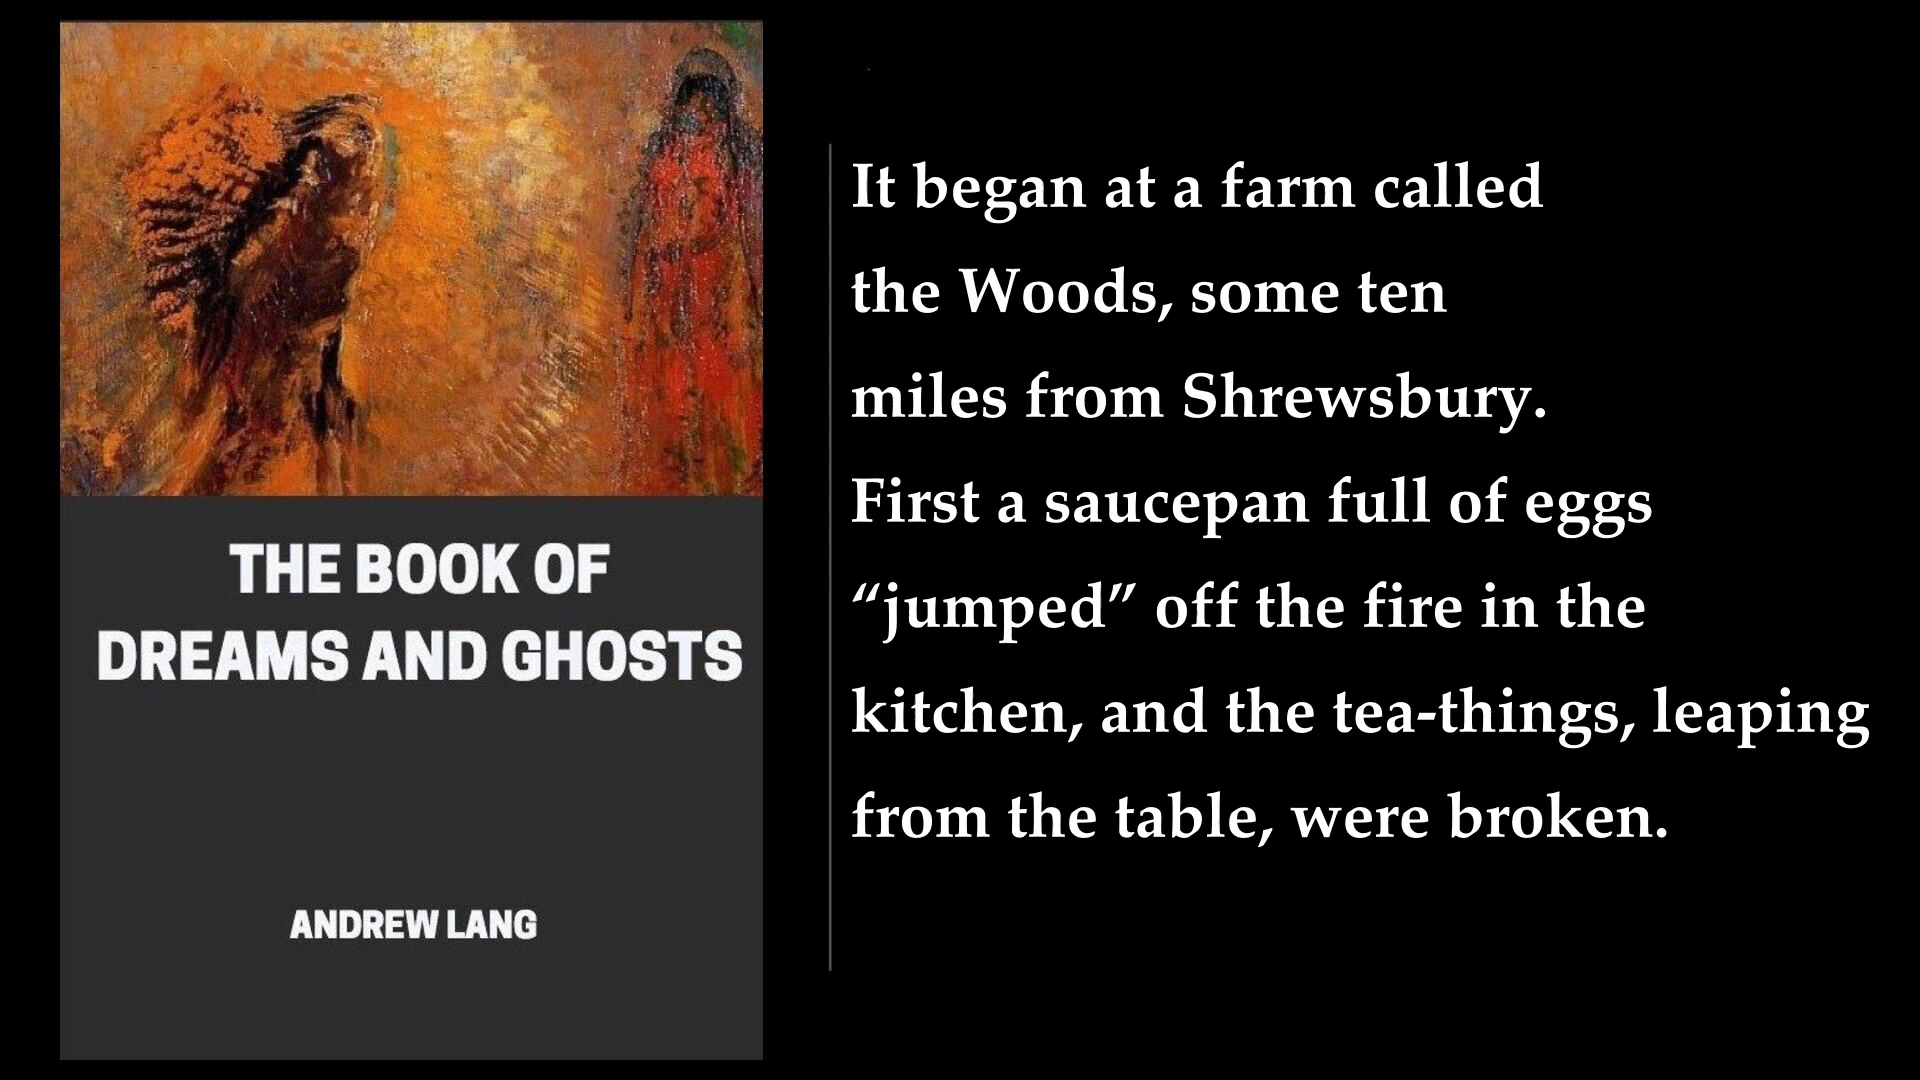 THE BOOK OF
DREAMS AND GHOSTS
ANDREW LANG
It began at a farm called
the Woods, some ten
miles from Shrewsbury.
First a saucepan full of eggs
“jumped” off the fire in the
kitchen, and the tea-things, leaping
from the table, were broken.